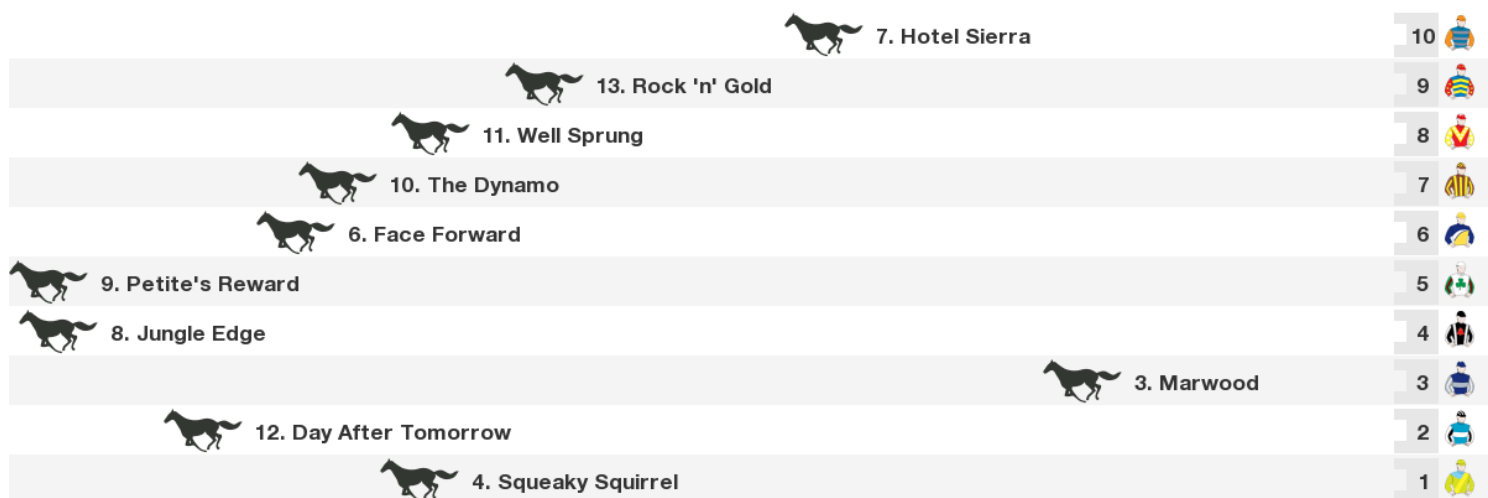 7. Hotel Sierra 10
13. Rock 'n' Gold 9
11. Well Sprung 8
10. The Dynamo 7
6. Face Forward 6
9. Petite's Reward 5
8. Jungle Edge 4
3. Marwood 3
12. Day After Tomorrow 2
4. Squeaky Squirrel 1